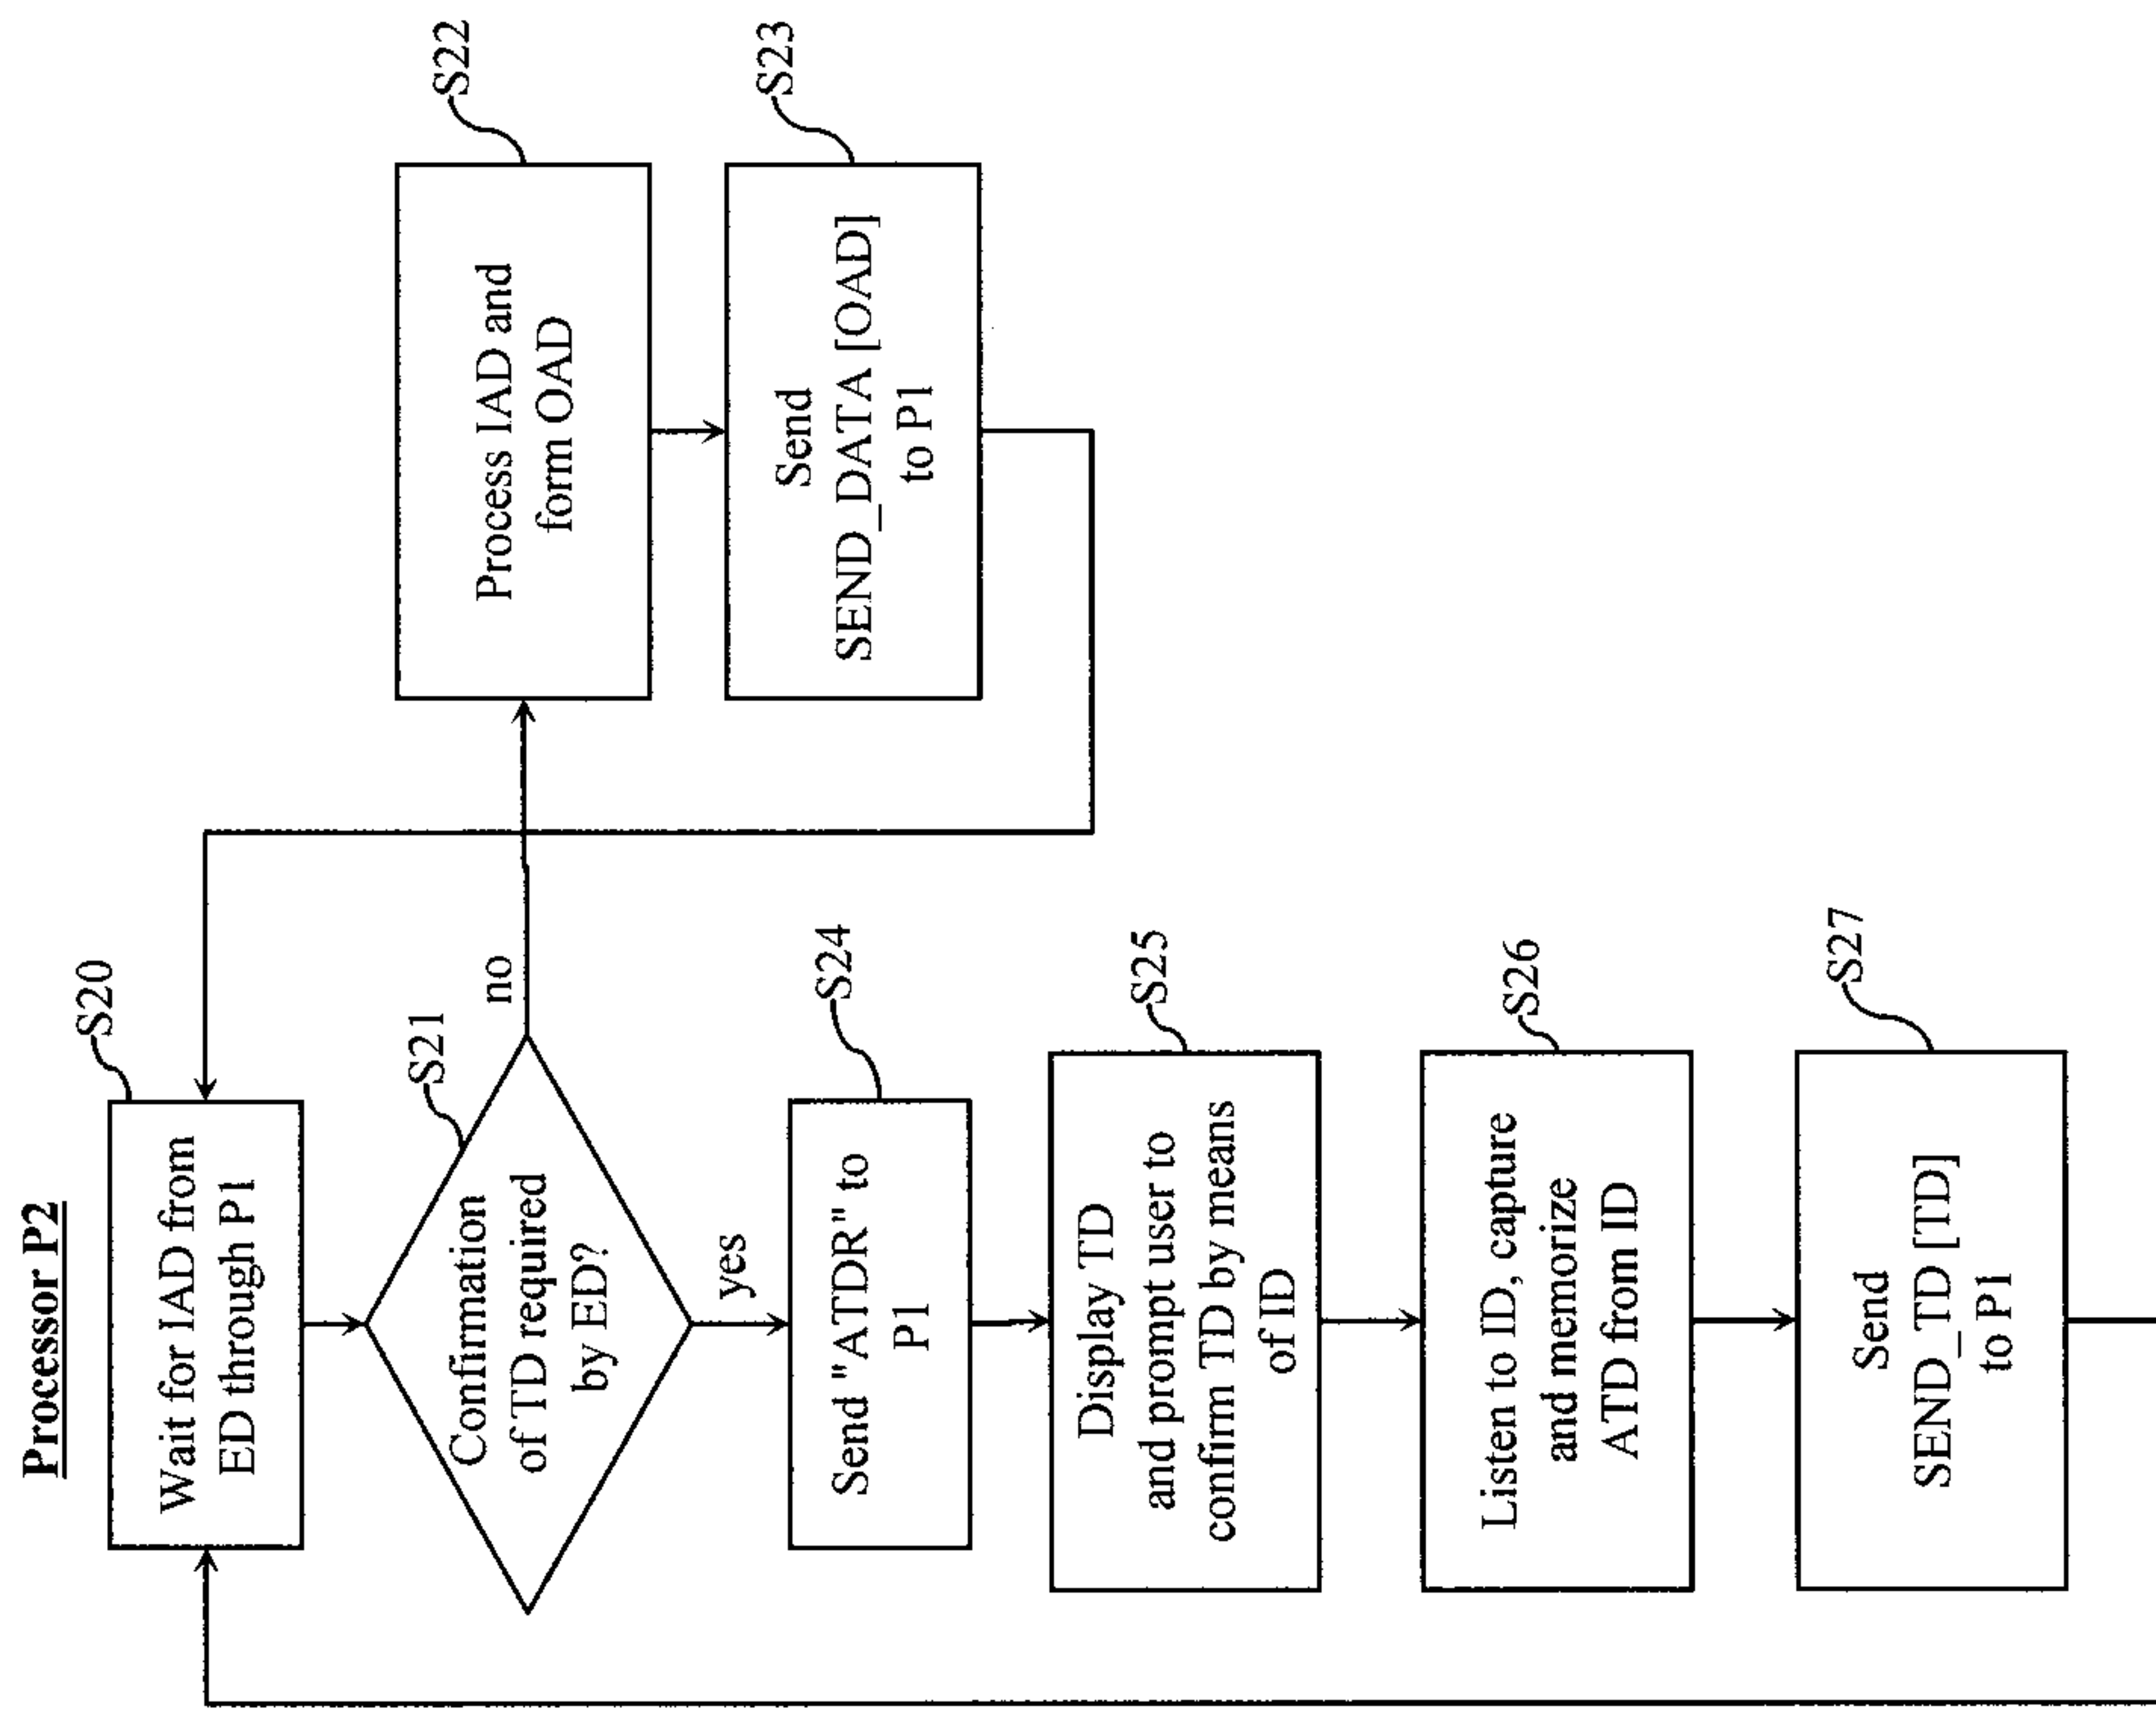 Processor P2
S20
Wait for IAD from
ED through P1
S21
Confirmation
of TD required
by ED?
no
yes
S22
Process IAD and
form OAD
S23
Send
SEND_DATA [OAD]
to P1
S24
Send "ATDR" to
P1
S25
Display TD
and prompt user to
confirm TD by means
of ID
S26
Listen to ID, capture
and memorize
ATD from ID
S27
Send
SEND_TD [TD]
to P1